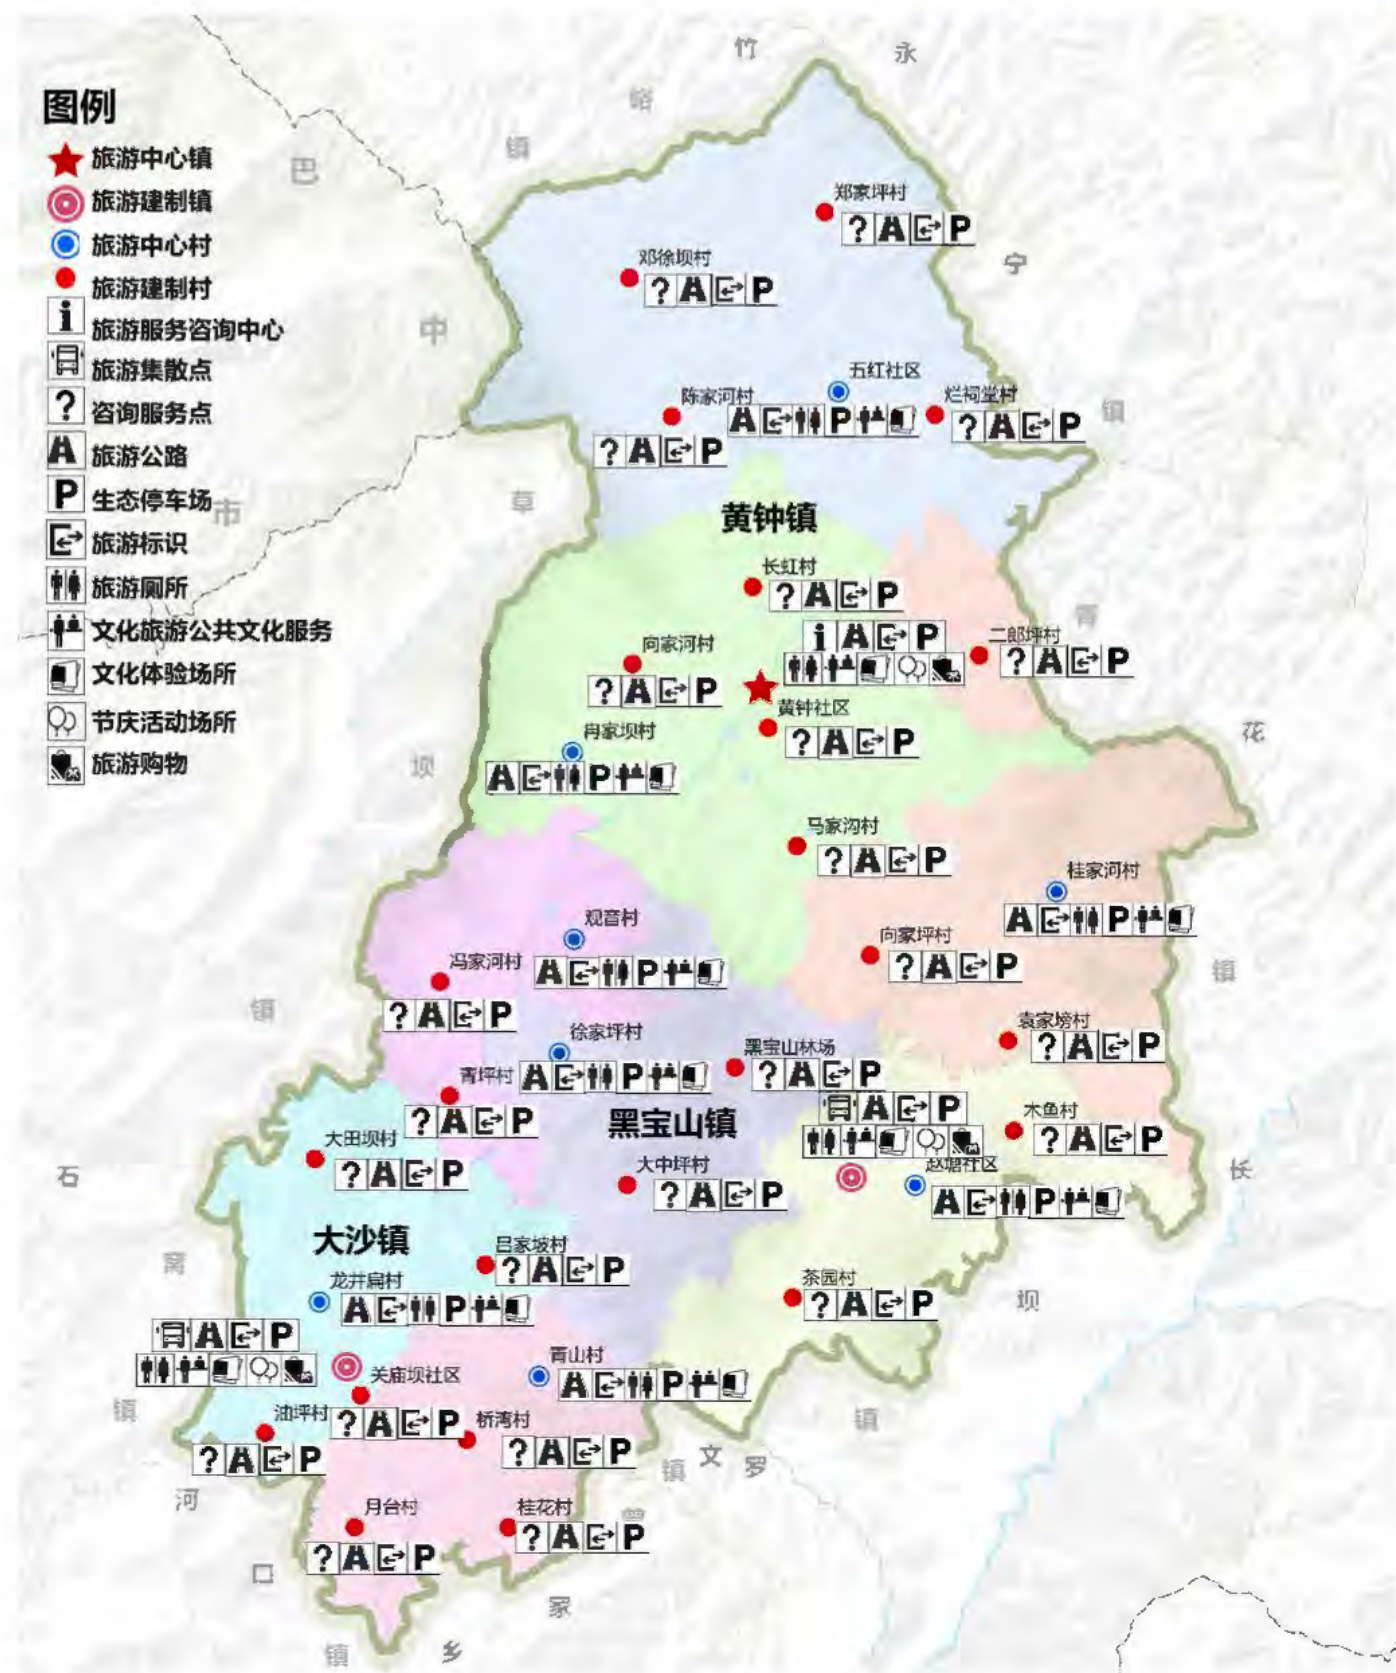 图例
旅游中心镇
旅游建制镇
旅游中心村
旅游建制村
旅游服务咨询中心
旅游集散点
咨询服务点
旅游公路
生态停车场
旅游标识
旅游厕所
文化旅游公共文化服务
文化体验场所
节庆活动场所
旅游购物
竹
峪
镇
永
宁
镇
巴
中
市
草
坝
镇
青
花
镇
石
窝
镇
河
口
镇
长
坝
镇
文
罗
镇
曾
家
乡
郑家坪村
邓徐坝村
五红社区
陈家河村
烂祠堂村
黄钟镇
长虹村
二郎坪村
向家河村
黄钟社区
冉家坝村
马家沟村
桂家河村
观音村
向家坪村
冯家河村
袁家塝村
徐家坪村
黑宝山林场
青坪村
黑宝山镇
木鱼村
大田坝村
大中坪村
赵塘社区
大沙镇
吕家坡村
龙井扁村
茶园村
青山村
关庙坝社区
油坪村
桥湾村
月台村
桂花村